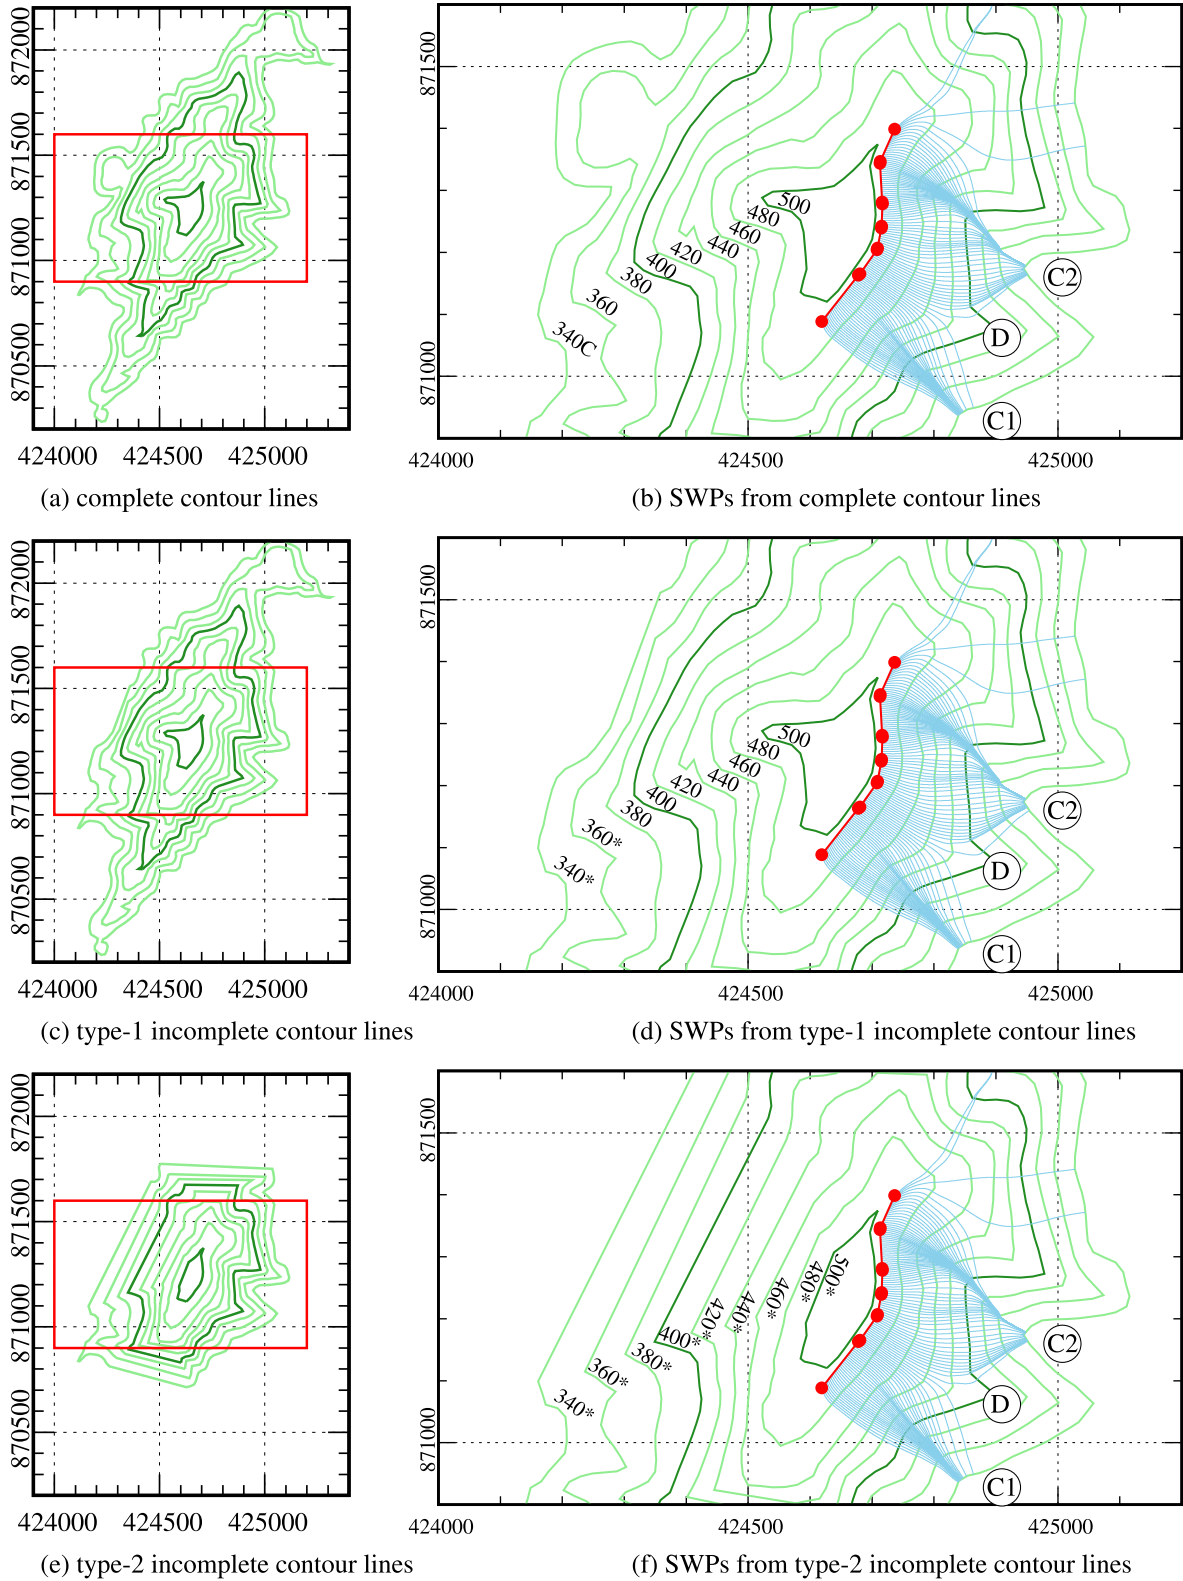 872000
871500
871000
870500
424000 424500 425000
(a) complete contour lines
871500
871000
500
480
460
440
420
400
380
360
340C
C2
D
C1
424000 424500 425000
(b) SWPs from complete contour lines
872000
871500
871000
870500
424000 424500 425000
(c) type-1 incomplete contour lines
871500
871000
500
480
460
440
420
400
380
360*
340*
C2
D
C1
424000 424500 425000
(d) SWPs from type-1 incomplete contour lines
872000
871500
871000
870500
424000 424500 425000
(e) type-2 incomplete contour lines
871500
871000
500*
480*
460*
440*
420*
400*
380*
360*
340*
C2
D
C1
424000 424500 425000
(f) SWPs from type-2 incomplete contour lines